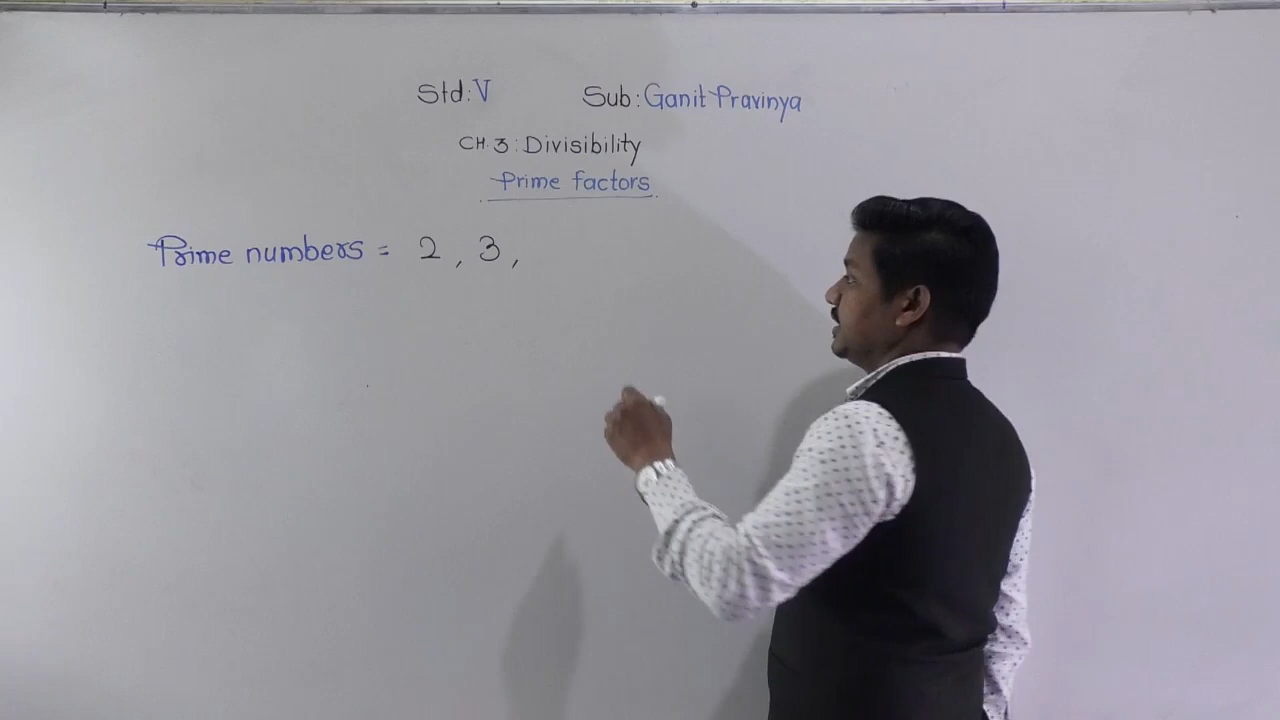 Std: V Sub: Ganit Pravinya
CH. 3: Divisibility
Prime factors
Prime numbers = 2, 3,